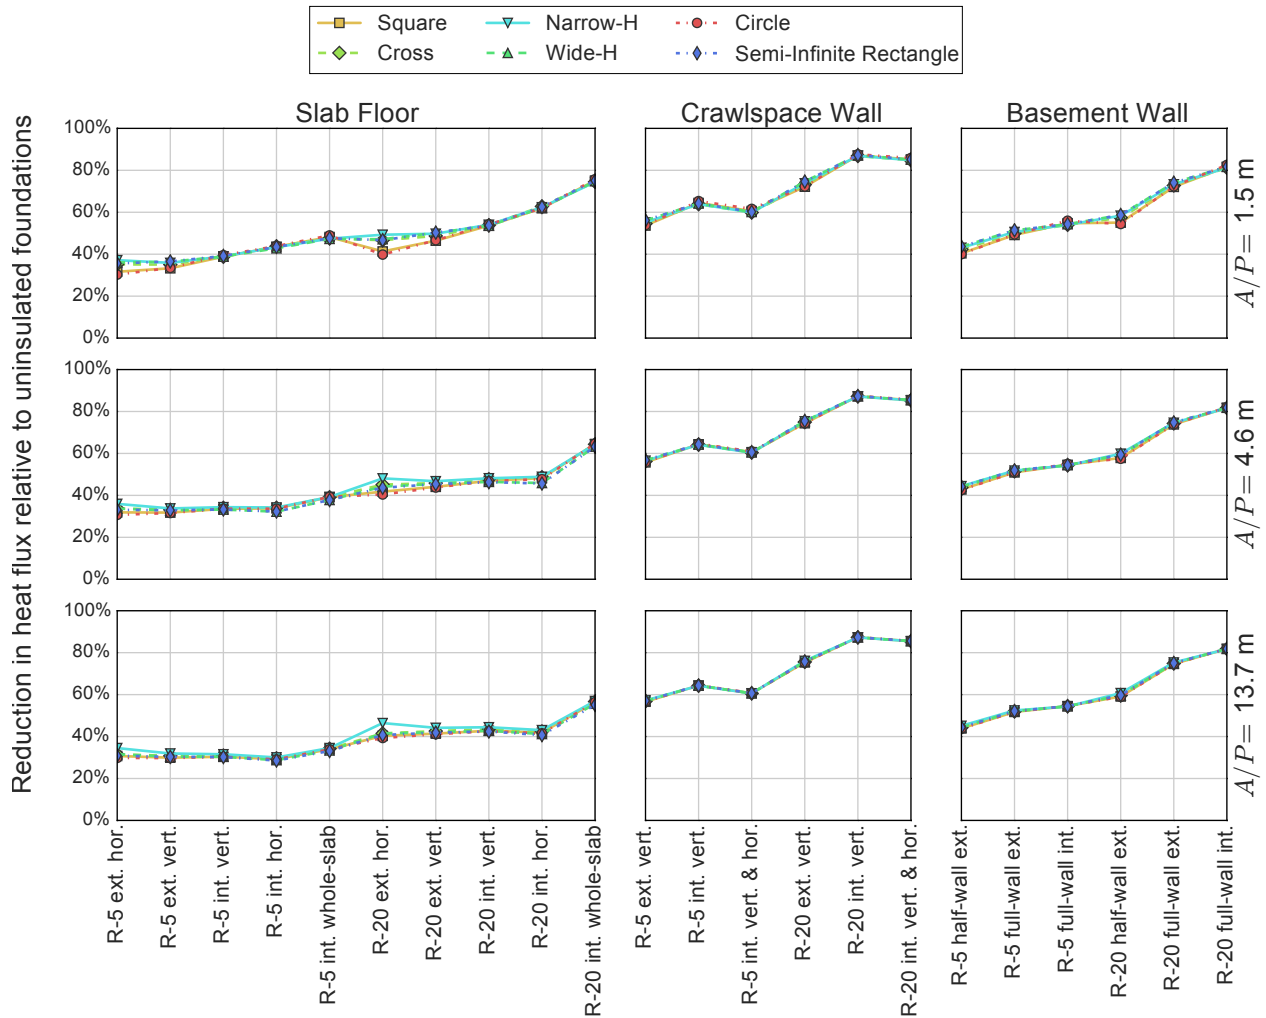 Square
Narrow-H
Circle
Cross
Wide-H
Semi-Infinite Rectangle
Reduction in heat flux relative to uninsulated foundations
Slab Floor
Crawlspace Wall
Basement Wall
100%
80%
60%
40%
20%
0%
A/P = 1.5 m
100%
80%
60%
40%
20%
0%
A/P = 4.6 m
100%
80%
60%
40%
20%
0%
A/P = 13.7 m
R-5 ext. hor.
R-5 ext. vert.
R-5 int. vert.
R-5 int. hor.
R-5 int. whole-slab
R-20 ext. hor.
R-20 ext. vert.
R-20 int. vert.
R-20 int. hor.
R-20 int. whole-slab
R-5 ext. vert.
R-5 int. vert.
R-5 int. vert. & hor.
R-20 ext. vert.
R-20 int. vert.
R-20 int. vert. & hor.
R-5 half-wall ext.
R-5 full-wall ext.
R-5 full-wall int.
R-20 half-wall ext.
R-20 full-wall ext.
R-20 full-wall int.